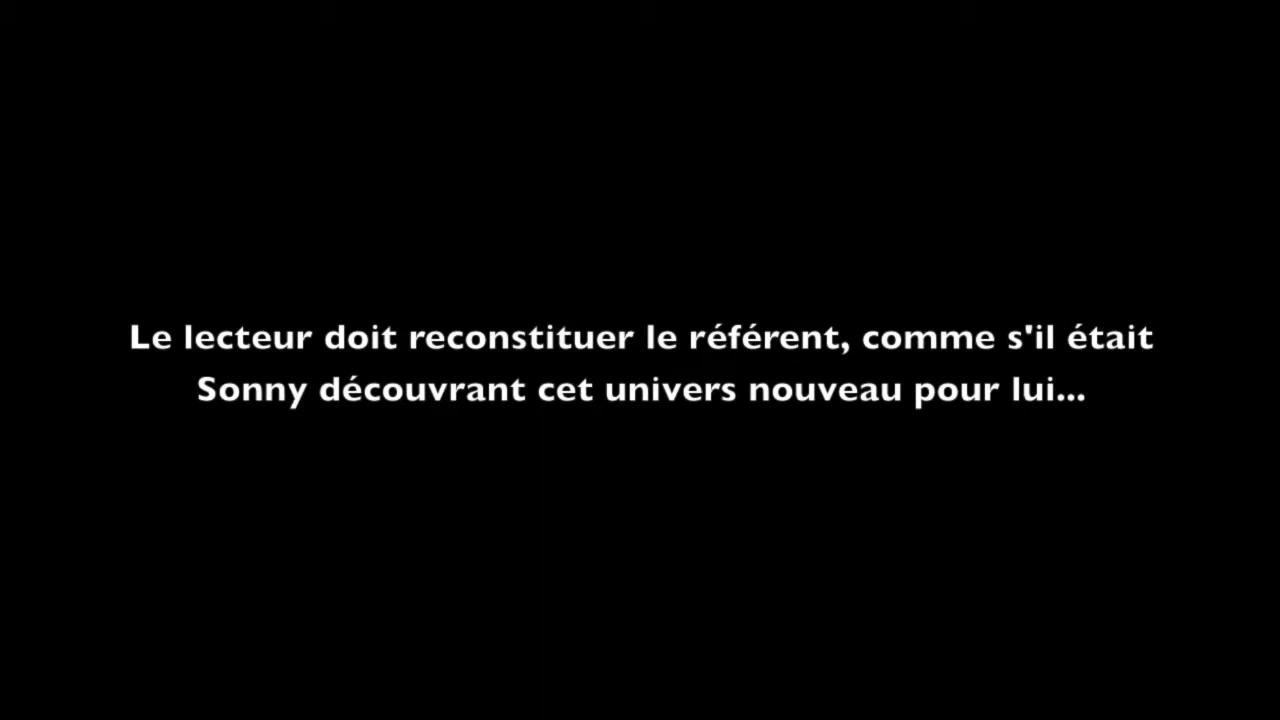 Le lecteur doit reconstituer le référent, comme s'il était
Sonny découvrant cet univers nouveau pour lui...